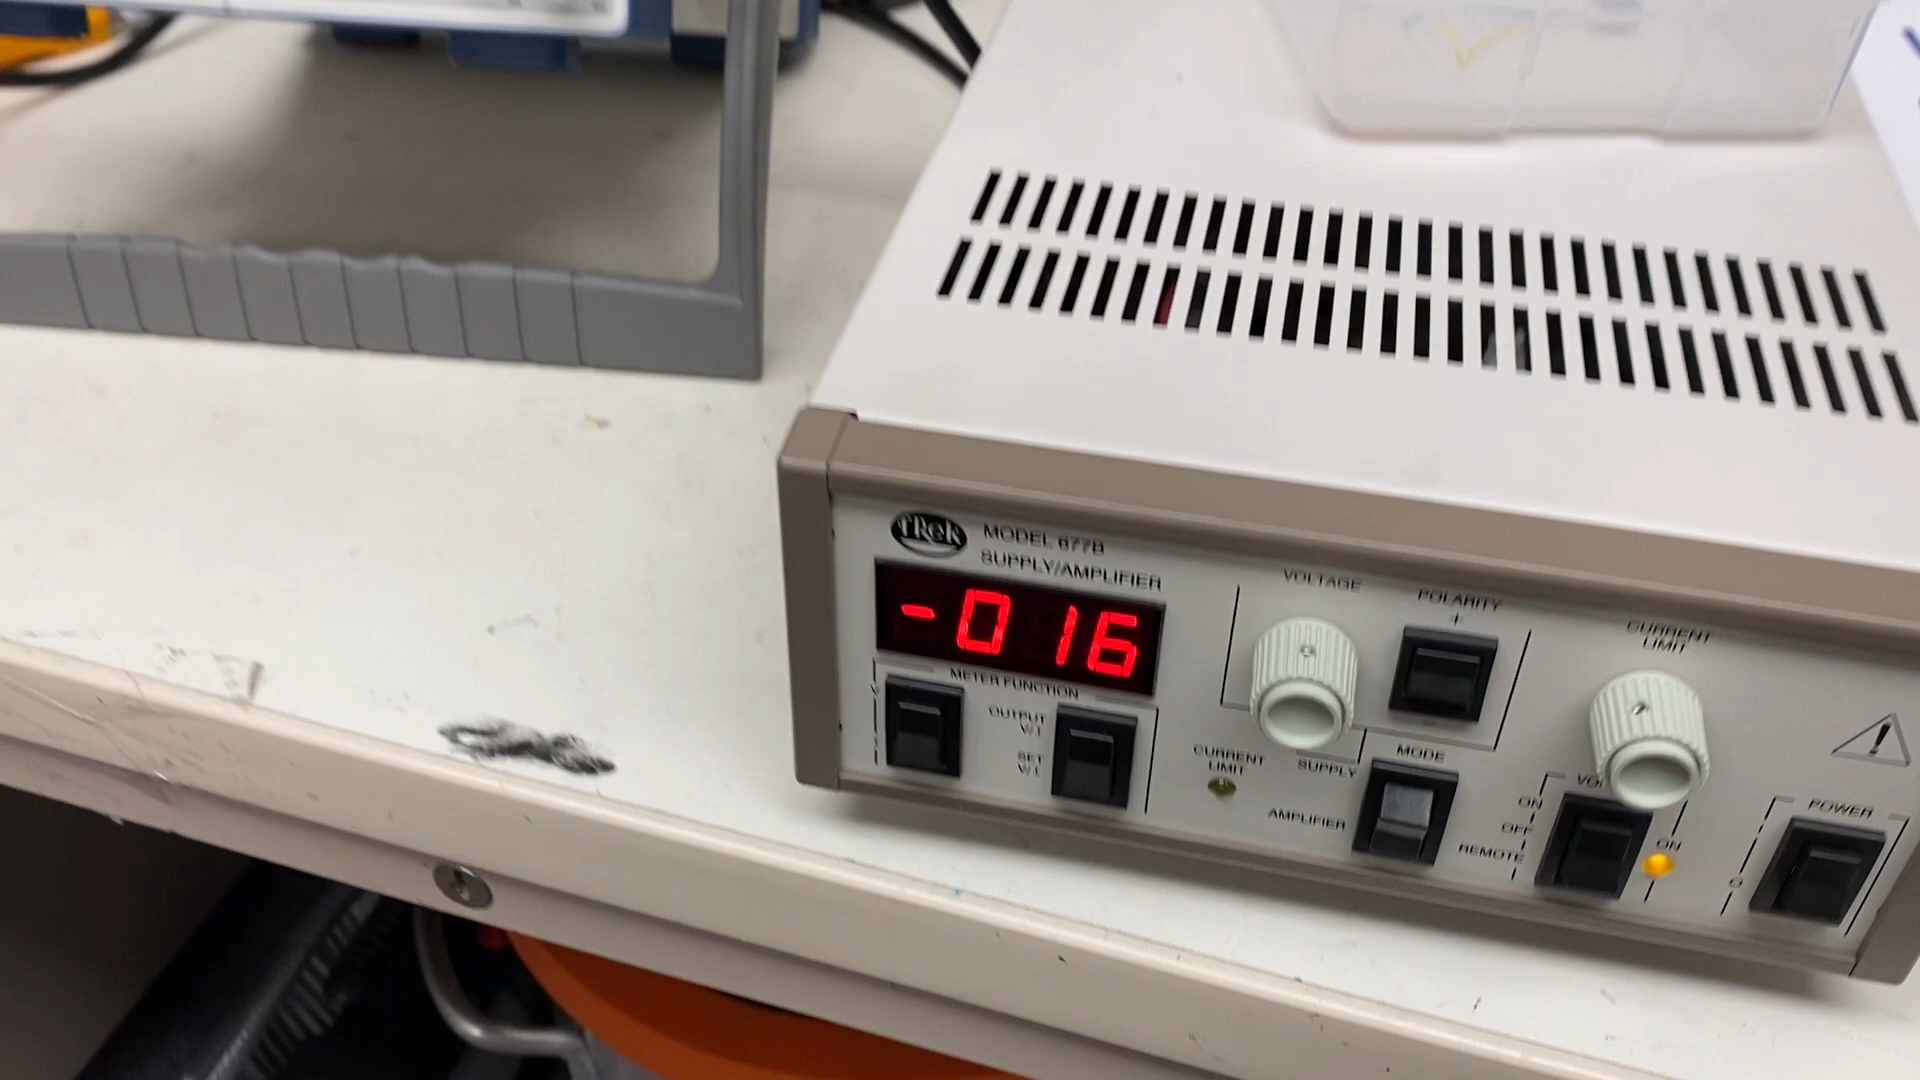 TREK
MODEL 677B
SUPPLY/AMPLIFIER
-016
METER FUNCTION
OUTPUT
V/I
SET
V/I
VOLTAGE
POLARITY
+
-
CURRENT
LIMIT
CURRENT
LIMIT
SUPPLY
MODE
AMPLIFIER
ON
OFF
REMOTE
ON
POWER
0